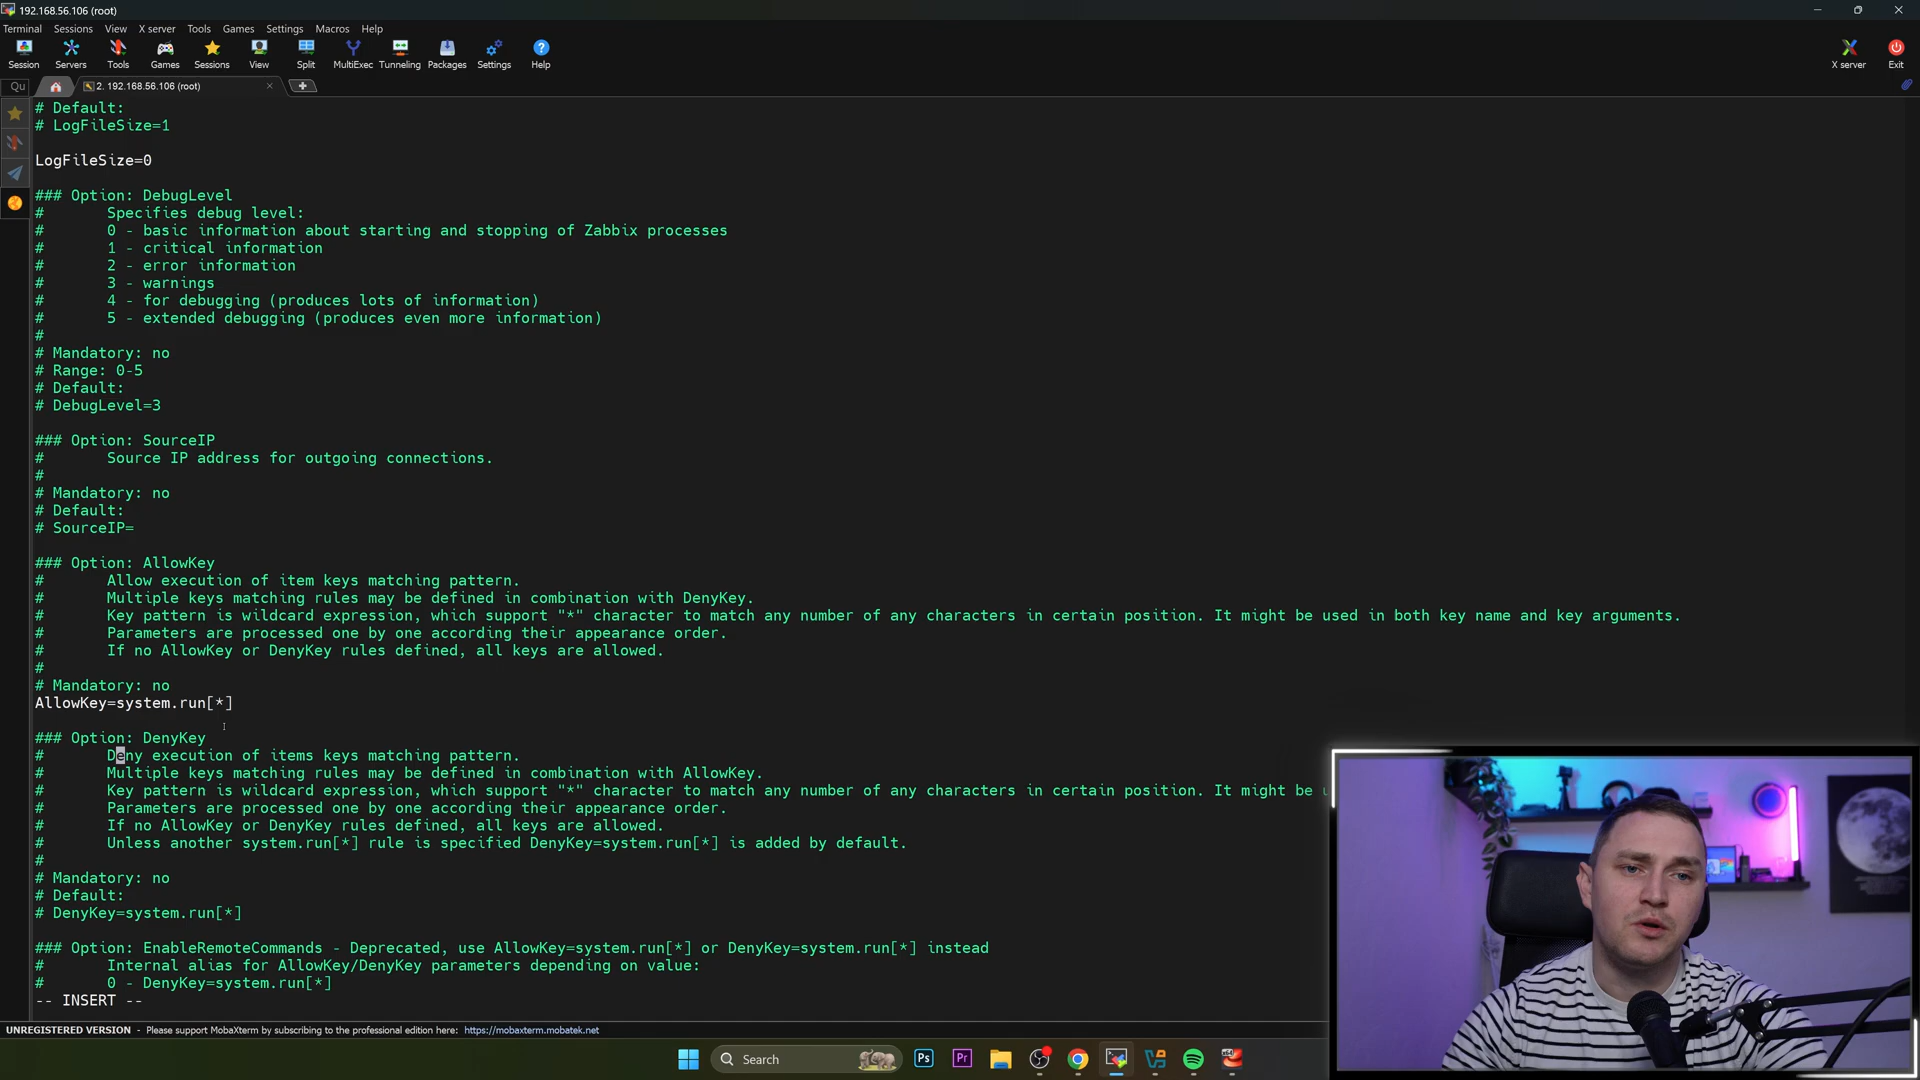 192.168.56.106 (root)
Terminal Sessions View X server Tools Games Settings Macros Help
Session Servers Tools Games Sessions View Split MultiExec Tunneling Packages Settings Help X server Exit
Qu 2. 192.168.56.106 (root)
# Default:
# LogFileSize=1
LogFileSize=0
### Option: DebugLevel
# Specifies debug level:
# 0 - basic information about starting and stopping of Zabbix processes
# 1 - critical information
# 2 - error information
# 3 - warnings
# 4 - for debugging (produces lots of information)
# 5 - extended debugging (produces even more information)
#
# Mandatory: no
# Range: 0-5
# Default:
# DebugLevel=3
### Option: SourceIP
# Source IP address for outgoing connections.
#
# Mandatory: no
# Default:
# SourceIP=
### Option: AllowKey
# Allow execution of item keys matching pattern.
# Multiple keys matching rules may be defined in combination with DenyKey.
# Key pattern is wildcard expression, which support "*" character to match any number of any characters in certain position. It might be used in both key name and key arguments.
# Parameters are processed one by one according their appearance order.
# If no AllowKey or DenyKey rules defined, all keys are allowed.
#
# Mandatory: no
AllowKey=system.run[*]
### Option: DenyKey
# Deny execution of items keys matching pattern.
# Multiple keys matching rules may be defined in combination with AllowKey.
# Key pattern is wildcard expression, which support "*" character to match any number of any characters in certain position. It might be u
# Parameters are processed one by one according their appearance order.
# If no AllowKey or DenyKey rules defined, all keys are allowed.
# Unless another system.run[*] rule is specified DenyKey=system.run[*] is added by default.
#
# Mandatory: no
# Default:
# DenyKey=system.run[*]
### Option: EnableRemoteCommands - Deprecated, use AllowKey=system.run[*] or DenyKey=system.run[*] instead
# Internal alias for AllowKey/DenyKey parameters depending on value:
# 0 - DenyKey=system.run[*]
-- INSERT --
UNREGISTERED VERSION - Please support MobaXterm by subscribing to the professional edition here: https://mobaxterm.mobatek.net
Search Ps Pr